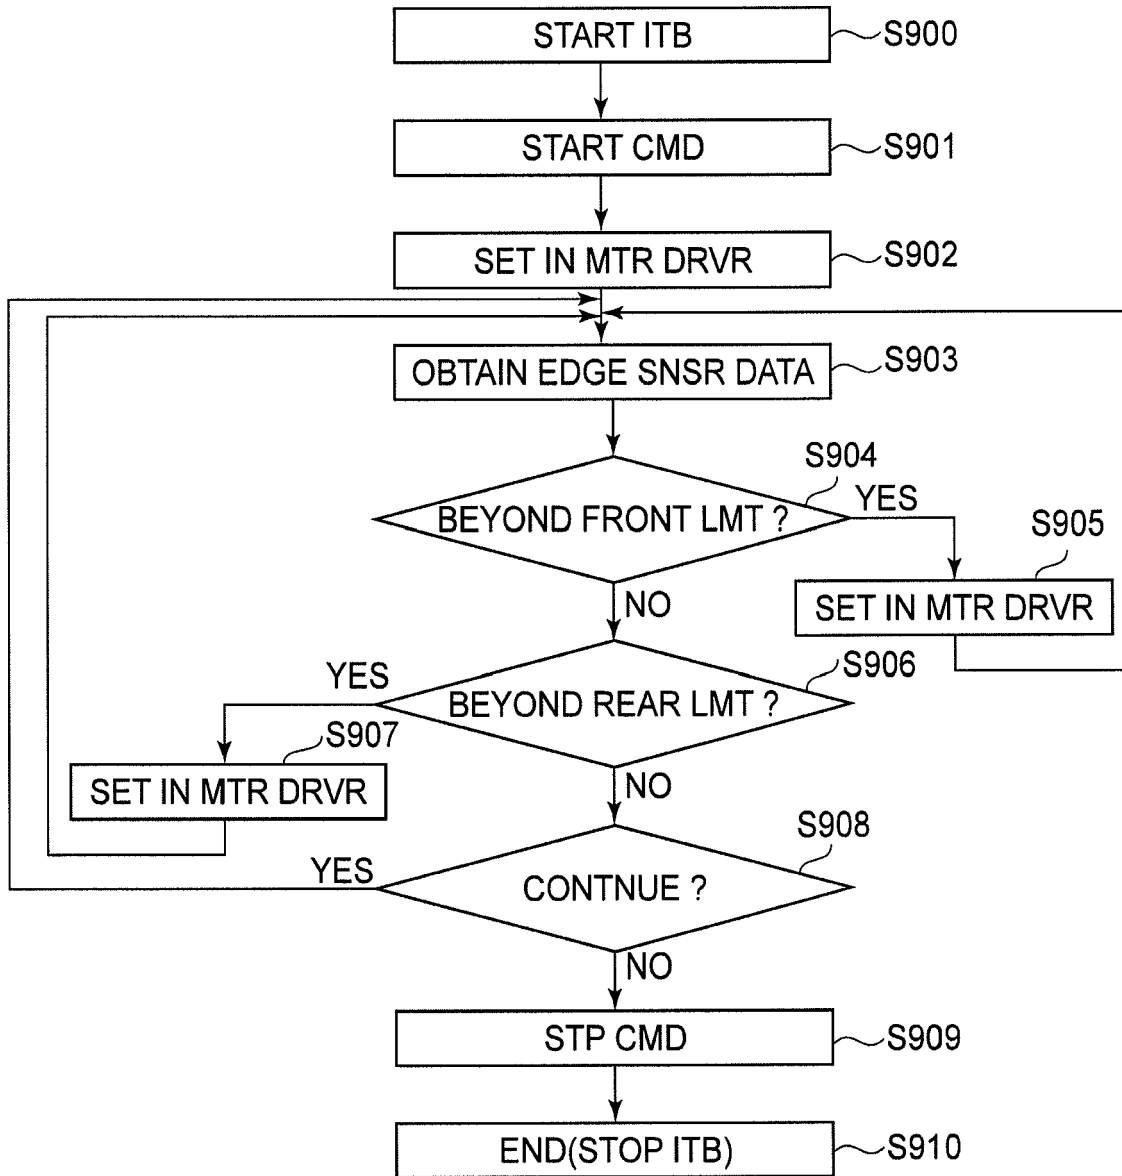 START ITB
S900
START CMD
S901
SET IN MTR DRVR
S902
OBTAIN EDGE SNSR DATA
S903
S904
BEYOND FRONT LMT ?
YES
S905
SET IN MTR DRVR
NO
S906
YES
BEYOND REAR LMT ?
S907
SET IN MTR DRVR
NO
S908
YES
CONTNUE ?
NO
STP CMD
S909
END(STOP ITB)
S910